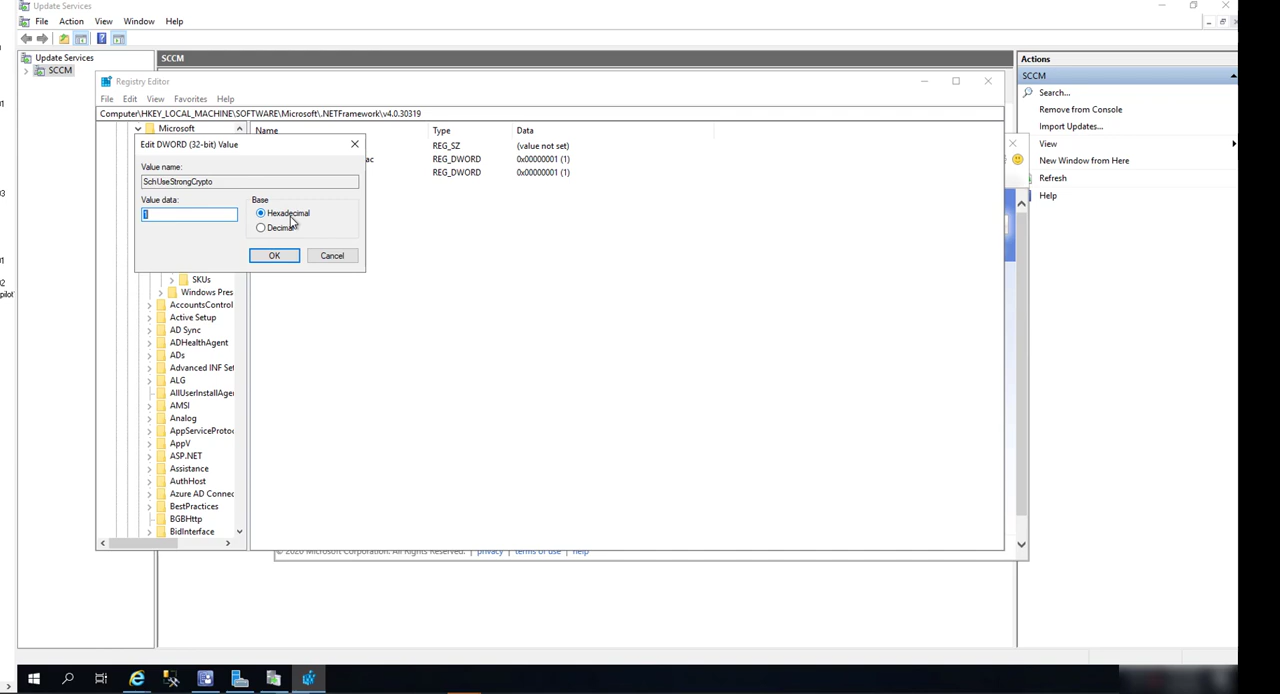 Update Services
File Action View Window Help
Update Services
SCCM
SCCM
Actions
SCCM
Search...
Remove from Console
Import Updates...
View
New Window from Here
Refresh
Help
Registry Editor
File Edit View Favorites Help
Computer\HKEY_LOCAL_MACHINE\SOFTWARE\Microsoft\.NETFramework\v4.0.30319
Microsoft
Name Type Data
REG_SZ (value not set)
ac REG_DWORD 0x00000001 (1)
REG_DWORD 0x00000001 (1)
Edit DWORD (32-bit) Value
Value name:
SchUseStrongCrypto
Value data:
1
Base
Hexadecimal
Decimal
OK Cancel
SKUs
Windows Pres
AccountsControl
Active Setup
AD Sync
ADHealthAgent
ADs
Advanced INF Set
ALG
AllUserInstallAge
AMSI
Analog
AppServiceProto
AppV
ASP.NET
Assistance
AuthHost
Azure AD Connec
BestPractices
BGBHttp
BidInterface
© 2020 Microsoft Corporation. All Rights Reserved. | privacy | terms of use | help